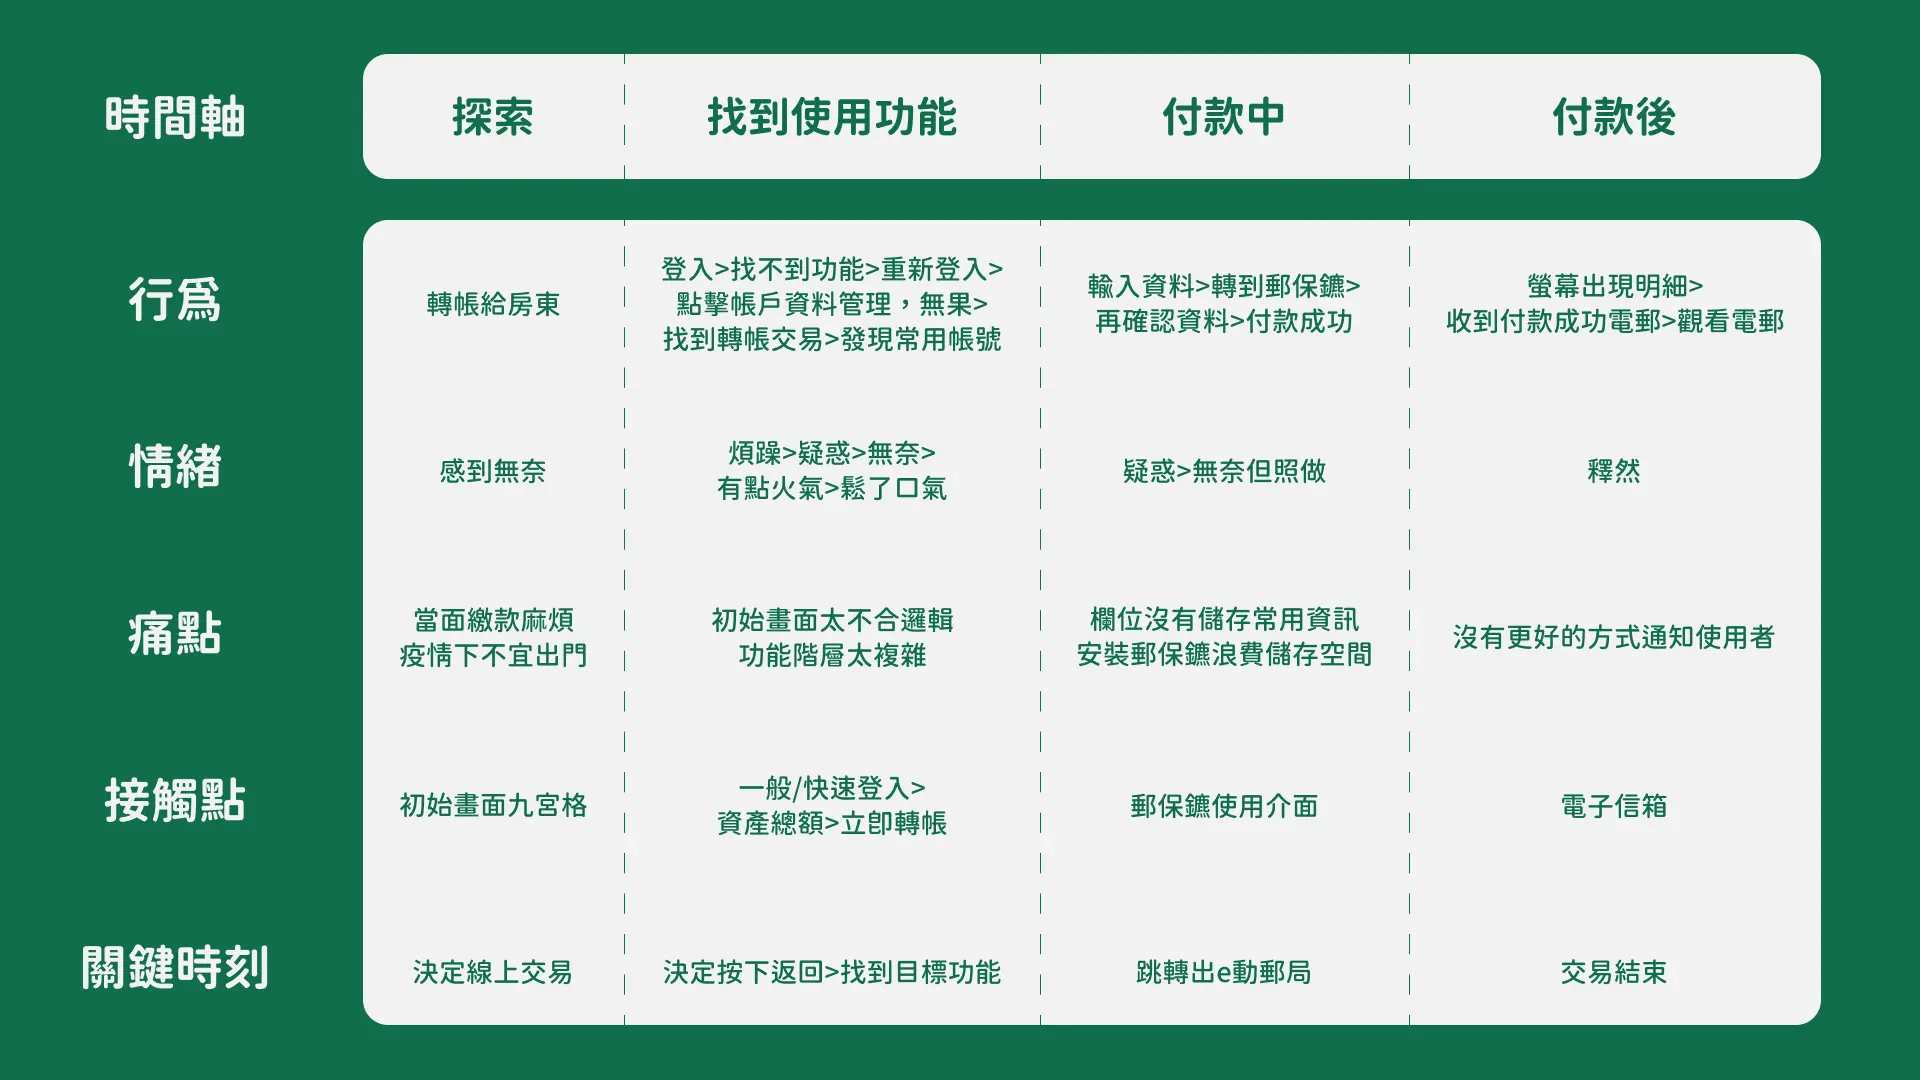 時間軸
探索
找到使用功能
付款中
付款後
行為
轉帳給房東
登入>找不到功能>重新登入>
點擊帳戶資料管理，無果>
找到轉帳交易>發現常用帳號
輸入資料>轉到郵保鑣>
再確認資料>付款成功
螢幕出現明細>
收到付款成功電郵>觀看電郵
情緒
感到無奈
煩躁>疑惑>無奈>
有點火氣>鬆了口氣
疑惑>無奈但照做
釋然
痛點
當面繳款麻煩
疫情下不宜出門
初始畫面太不合邏輯
功能階層太複雜
欄位沒有儲存常用資訊
安裝郵保鑣浪費儲存空間
沒有更好的方式通知使用者
接觸點
初始畫面九宮格
一般/快速登入>
資產總額>立即轉帳
郵保鑣使用介面
電子信箱
關鍵時刻
決定線上交易
決定按下返回>找到目標功能
跳轉出e動郵局
交易結束